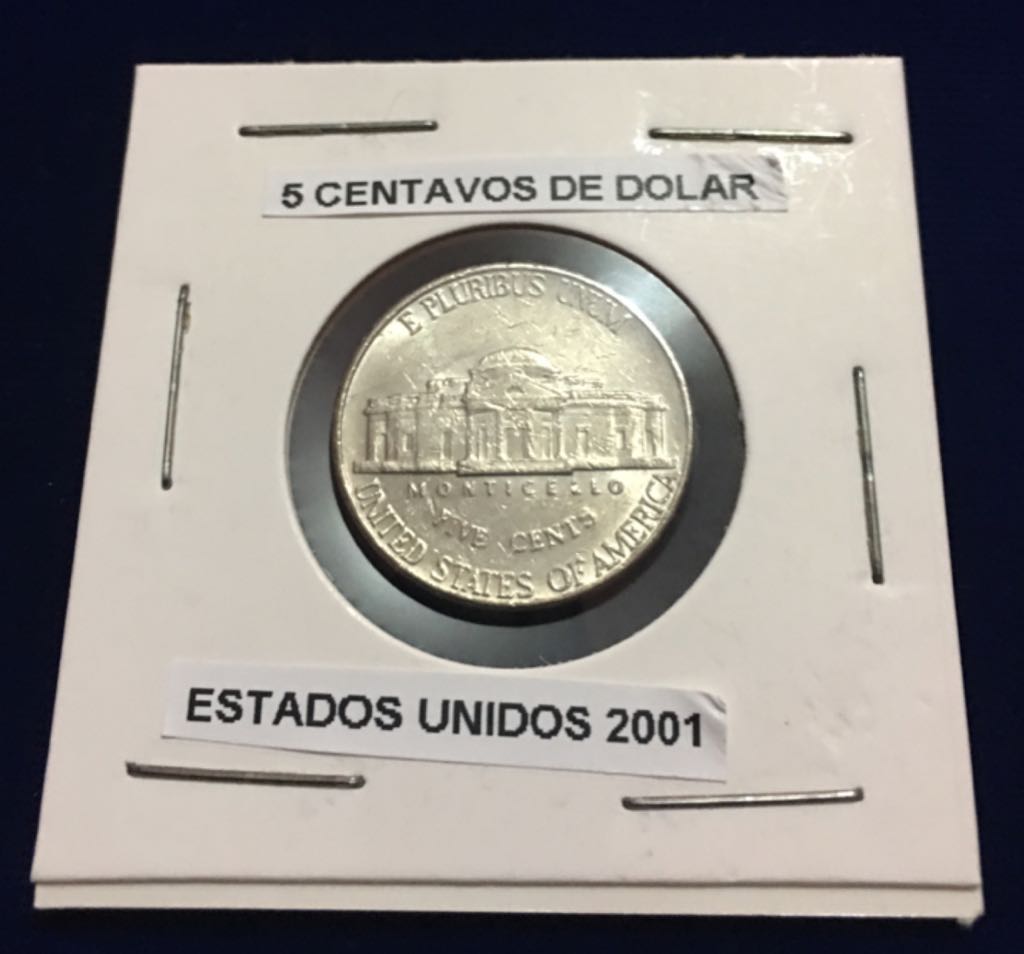 5 CENTAVOS DE DOLAR
E PLURIBUS UNUM
MONTICELLO
FIVE CENTS
UNITED STATES OF AMERICA
ESTADOS UNIDOS 2001